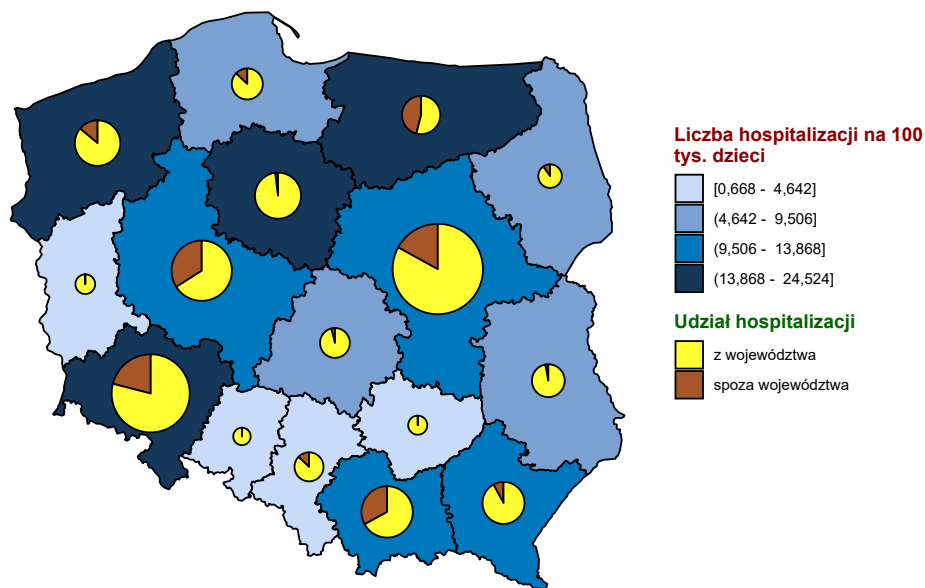 Liczba hospitalizacji na 100
tys. dzieci
[0,668 - 4,642]
(4,642 - 9,506]
(9,506 - 13,868]
(13,868 - 24,524]
Udział hospitalizacji
z województwa
spoza województwa